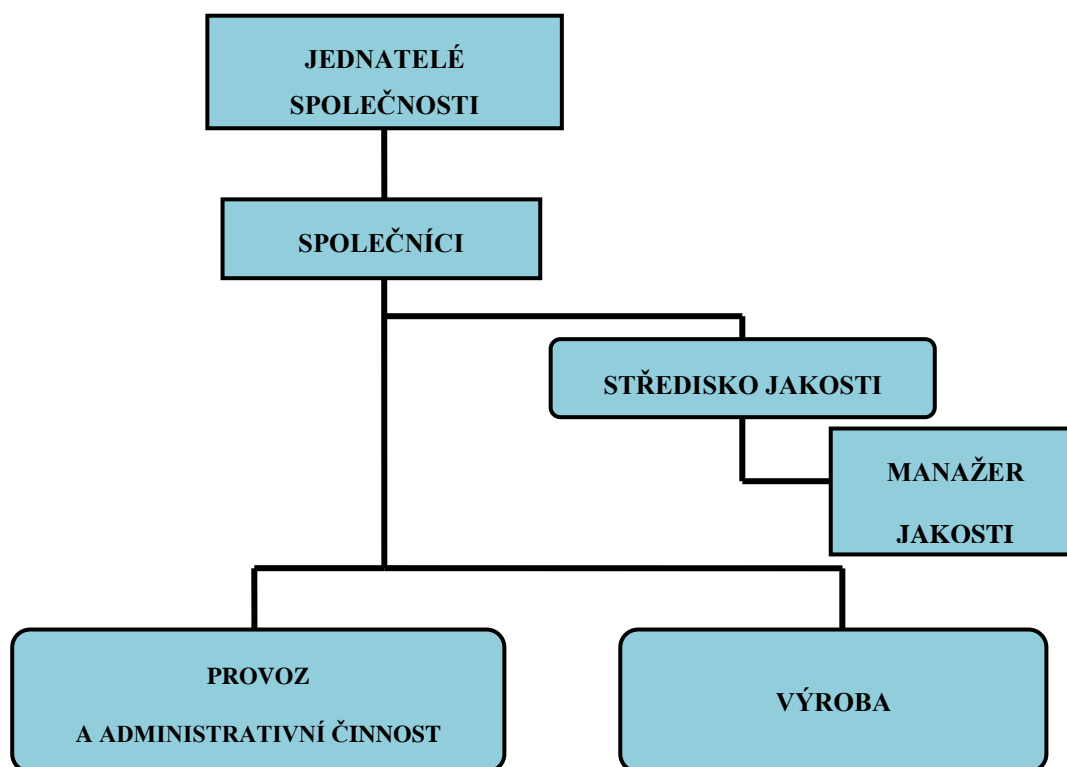 JEDNATELÉ
SPOLEČNOSTI
SPOLEČNÍCI
STŘEDISKO JAKOSTI
MANAŽER
JAKOSTI
PROVOZ
A ADMINISTRATIVNÍ ČINNOST
VÝROBA